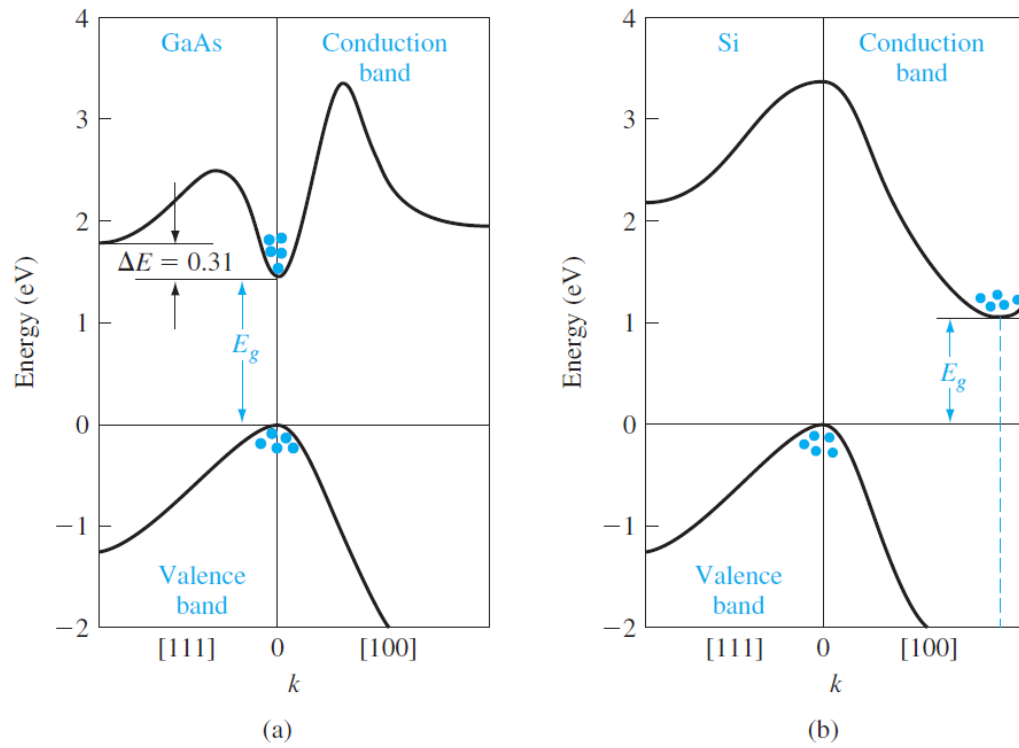 4
3
2
1
0
−1
−2
Energy (eV)
GaAs
Conduction
band
ΔE = 0.31
E_g
Valence
band
[111]
0
[100]
k
(a)
4
3
2
1
0
−1
−2
Energy (eV)
Si
Conduction
band
E_g
Valence
band
[111]
0
[100]
k
(b)